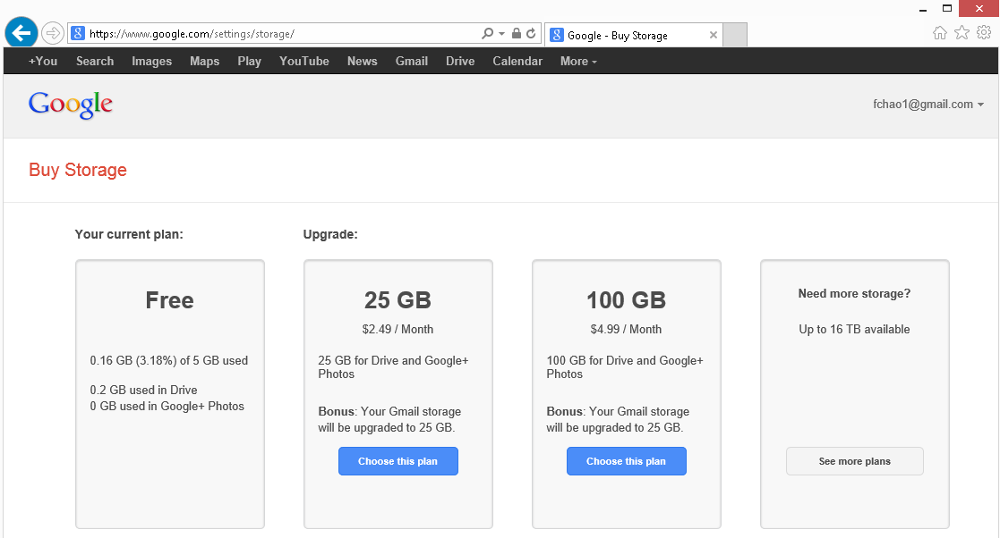 https://www.google.com/settings/storage/
Google - Buy Storage
+You Search Images Maps Play YouTube News Gmail Drive Calendar More
Google
fchao1@gmail.com
Buy Storage
Your current plan:
Upgrade:
Free
0.16 GB (3.18%) of 5 GB used
0.2 GB used in Drive
0 GB used in Google+ Photos
25 GB
$2.49 / Month
25 GB for Drive and Google+
Photos
Bonus: Your Gmail storage
will be upgraded to 25 GB.
Choose this plan
100 GB
$4.99 / Month
100 GB for Drive and Google+
Photos
Bonus: Your Gmail storage
will be upgraded to 25 GB.
Choose this plan
Need more storage?
Up to 16 TB available
See more plans